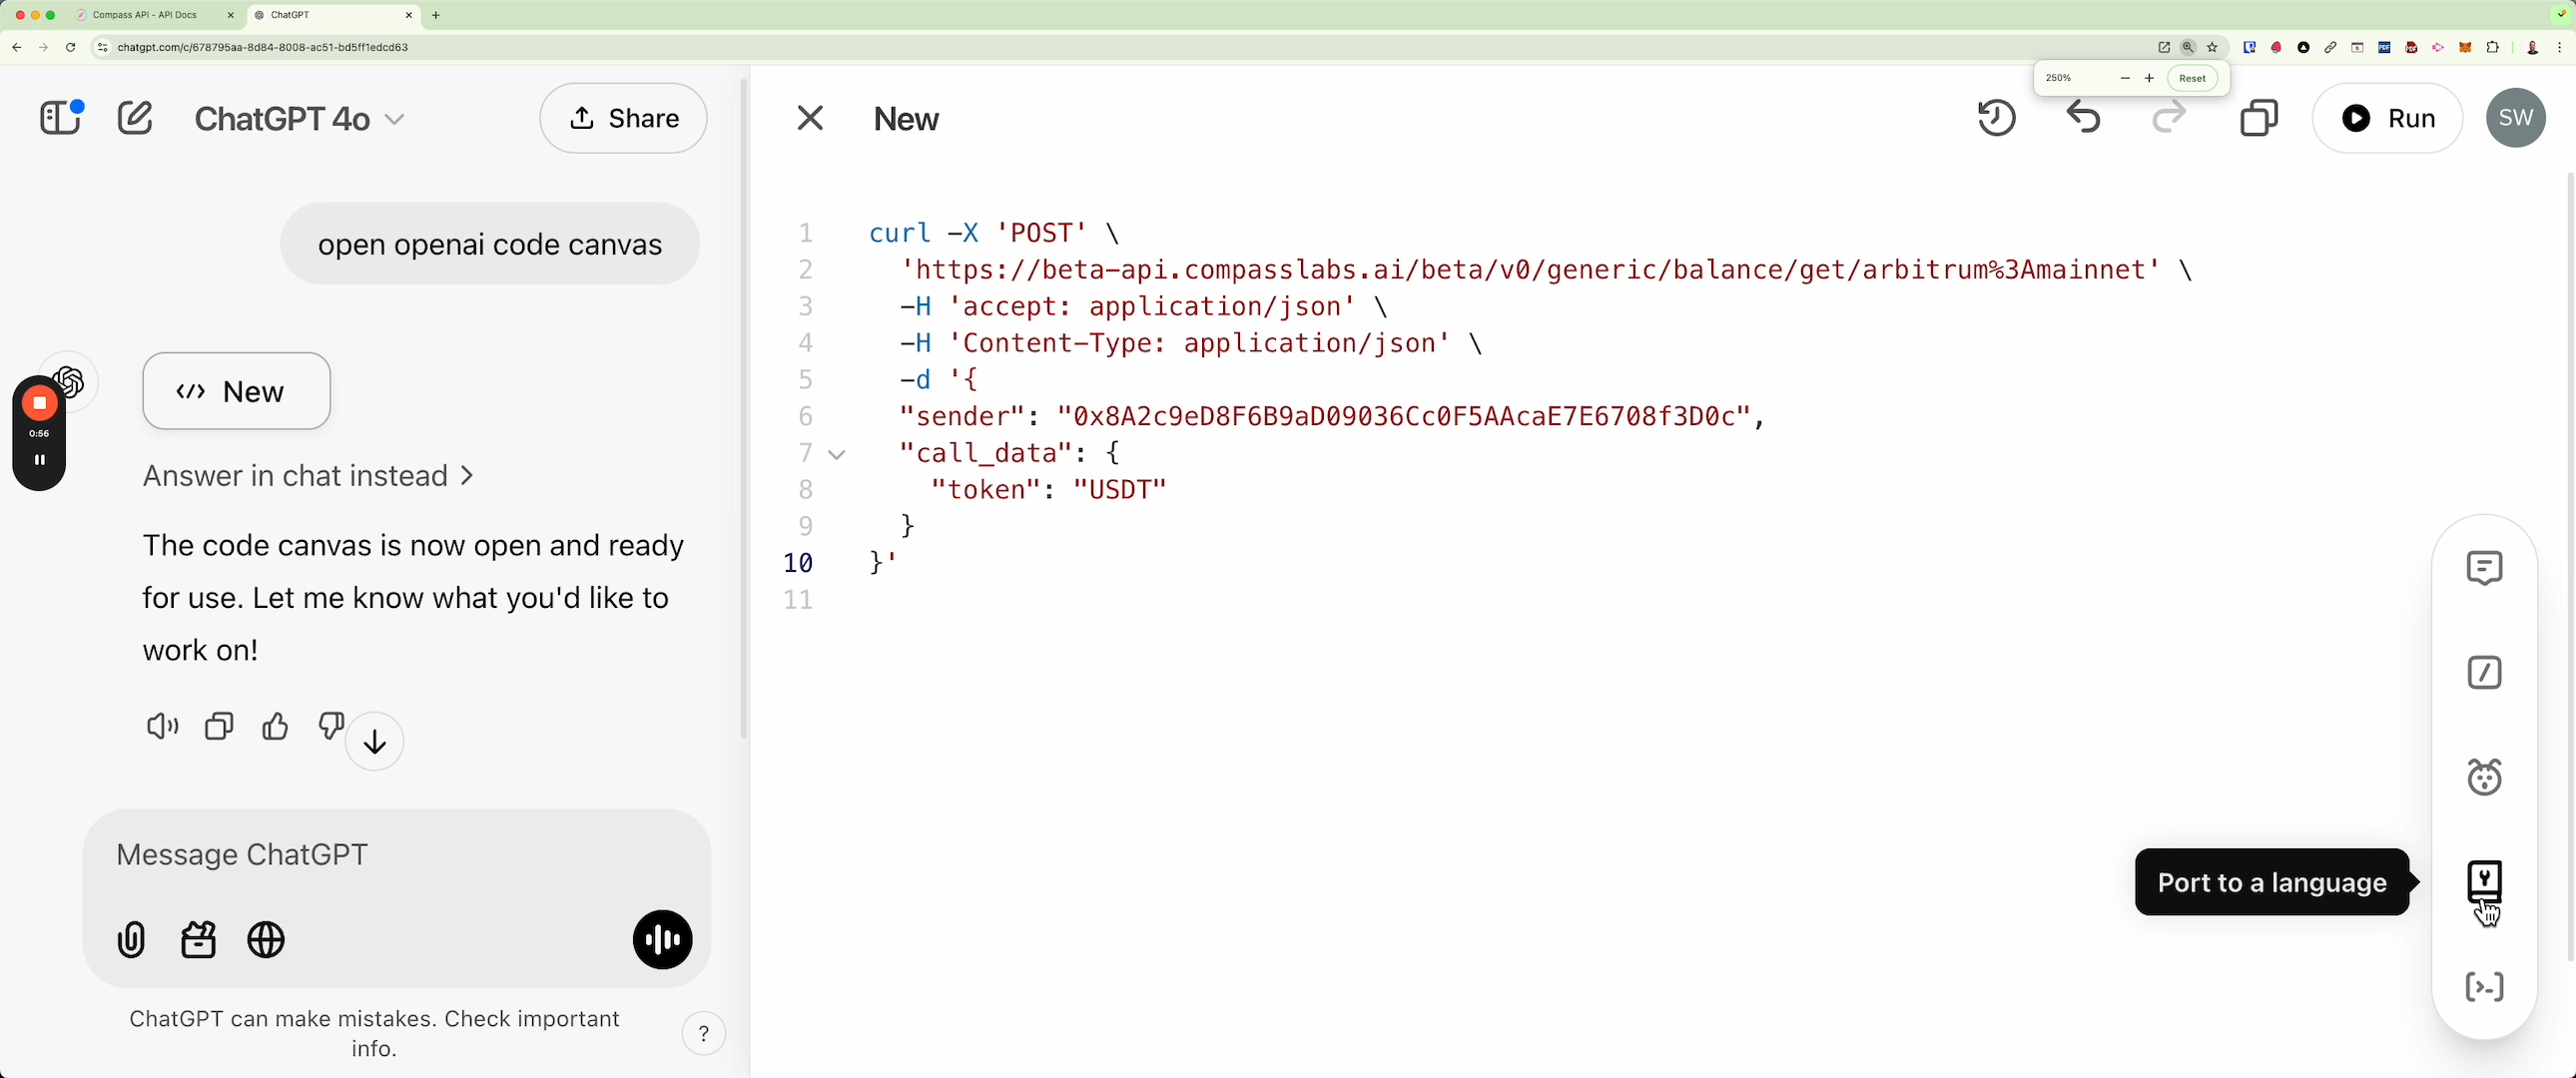 Compass API - API Docs
ChatGPT
chatgpt.com/c/678795aa-8d84-8008-ac51-bd5ff1edcd63
250%
Reset
ChatGPT 4o
Share
New
Run
SW
open openai code canvas
New
0:56
Answer in chat instead
The code canvas is now open and ready
for use. Let me know what you'd like to
work on!
Message ChatGPT
ChatGPT can make mistakes. Check important
info.
?
1 curl -X 'POST' \
2 'https://beta-api.compasslabs.ai/beta/v0/generic/balance/get/arbitrum%3Amainnet' \
3 -H 'accept: application/json' \
4 -H 'Content-Type: application/json' \
5 -d '{
6 "sender": "0x8A2c9eD8F6B9aD09036Cc0F5AAcaE7E6708f3D0c",
7 "call_data": {
8 "token": "USDT"
9 }
10 }'
11
Port to a language